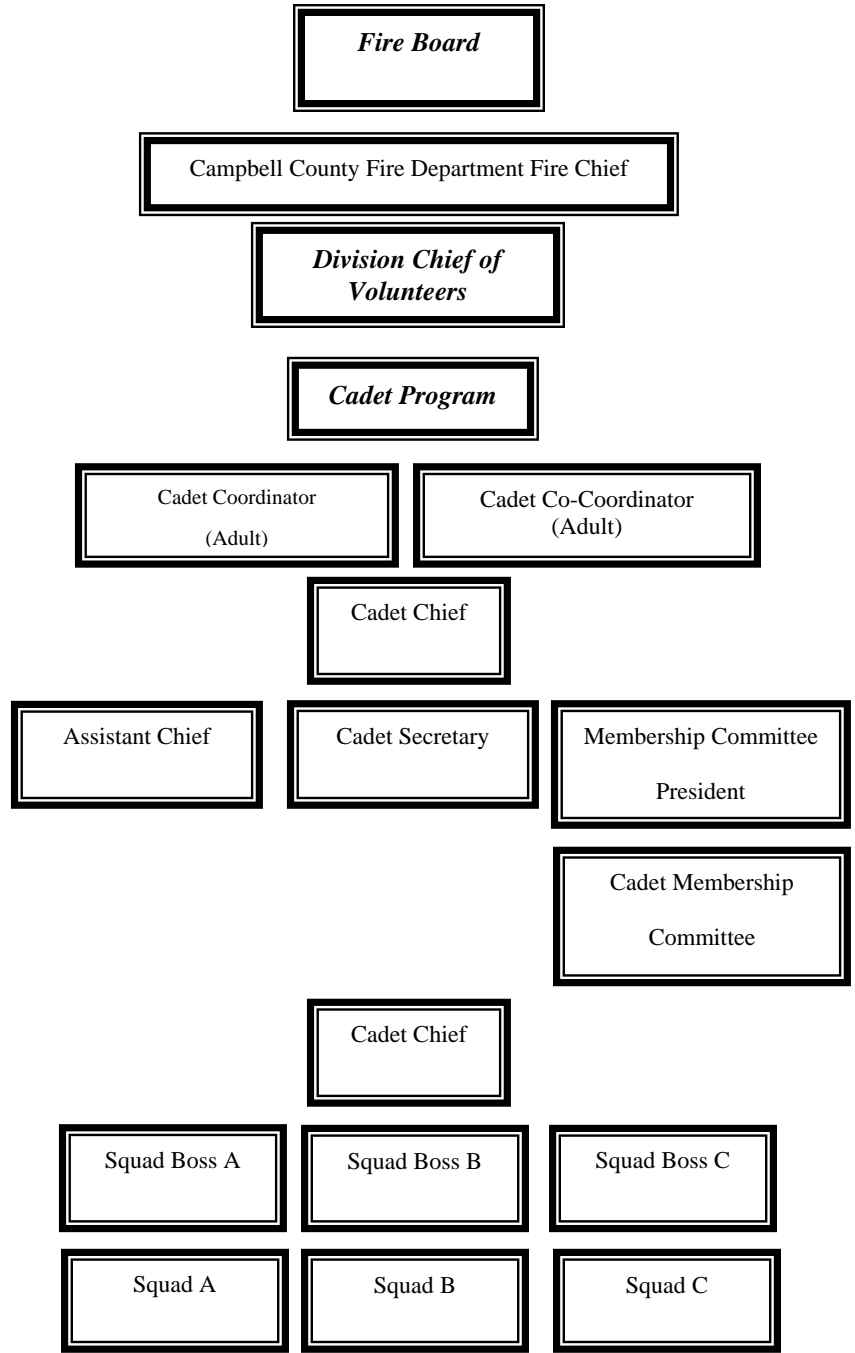 Fire Board
Campbell County Fire Department Fire Chief
Division Chief of
Volunteers
Cadet Program
Cadet Coordinator
(Adult)
Cadet Co-Coordinator
(Adult)
Cadet Chief
Assistant Chief
Cadet Secretary
Membership Committee
President
Cadet Membership
Committee
Cadet Chief
Squad Boss A
Squad Boss B
Squad Boss C
Squad A
Squad B
Squad C